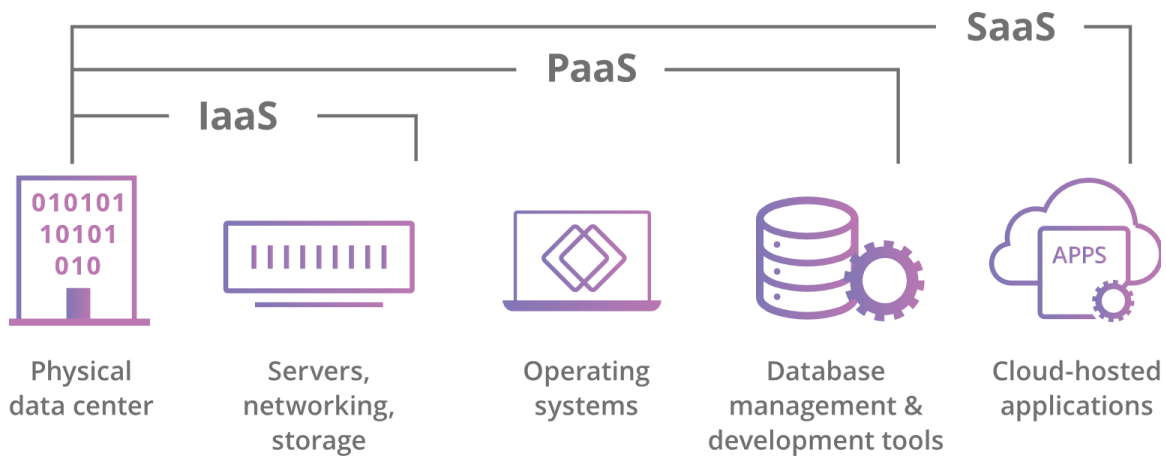 SaaS
PaaS
IaaS
010101
10101
010
APPS
Physical
data center
Servers,
networking,
storage
Operating
systems
Database
management &
development tools
Cloud-hosted
applications